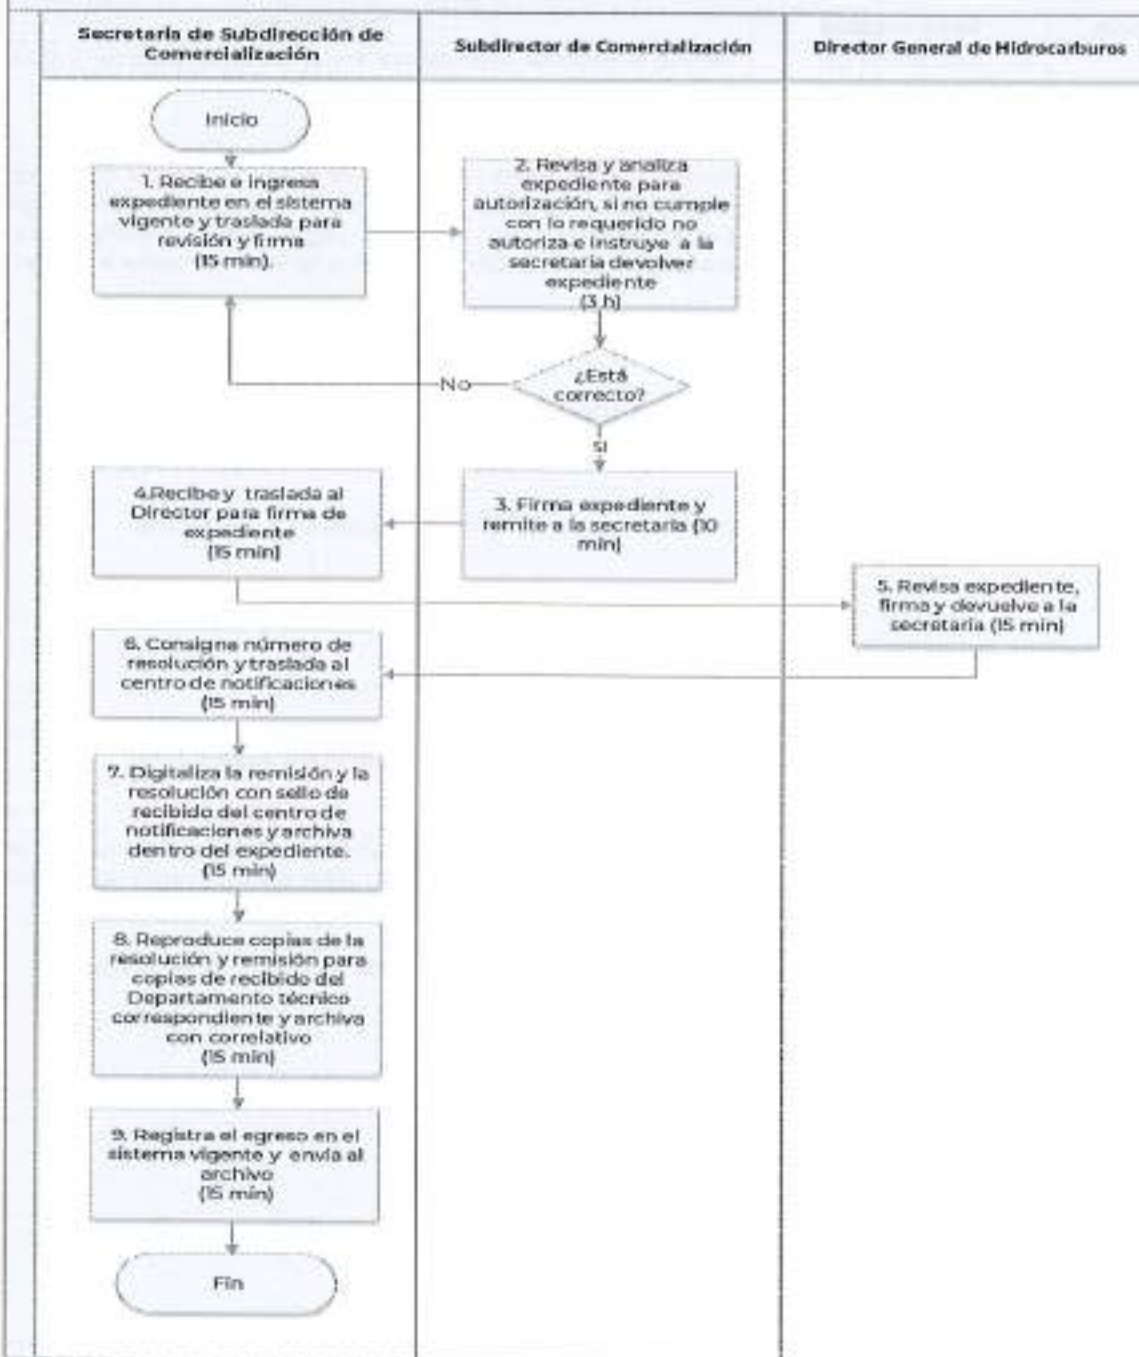 Secretaria de Subdirección de
Comercialización
Subdirector de Comercialización
Director General de Hidrocarburos
Inicio
1. Recibe e ingresa
expediente en el sistema
vigente y traslada para
revisión y firma
(15 min).
2. Revisa y analiza
expediente para
autorización, si no cumple
con lo requerido no
autoriza e instruye a la
secretaria devolver
expediente
(3 h)
¿Está
correcto?
No
SI
3. Firma expediente y
remite a la secretaria (10
min)
4.Recibe y traslada al
Director para firma de
expediente
(15 min)
5. Revisa expediente,
firma y devuelve a la
secretaria (15 min)
6. Consigna número de
resolución y traslada al
centro de notificaciones
(15 min)
7. Digitaliza la remisión y la
resolución con sello de
recibido del centro de
notificaciones y archiva
dentro del expediente.
(15 min)
8. Reproduce copias de la
resolución y remisión para
copias de recibido del
Departamento técnico
correspondiente y archiva
con correlativo
(15 min)
9. Registra el egreso en el
sistema vigente y envía al
archivo
(15 min)
Fin